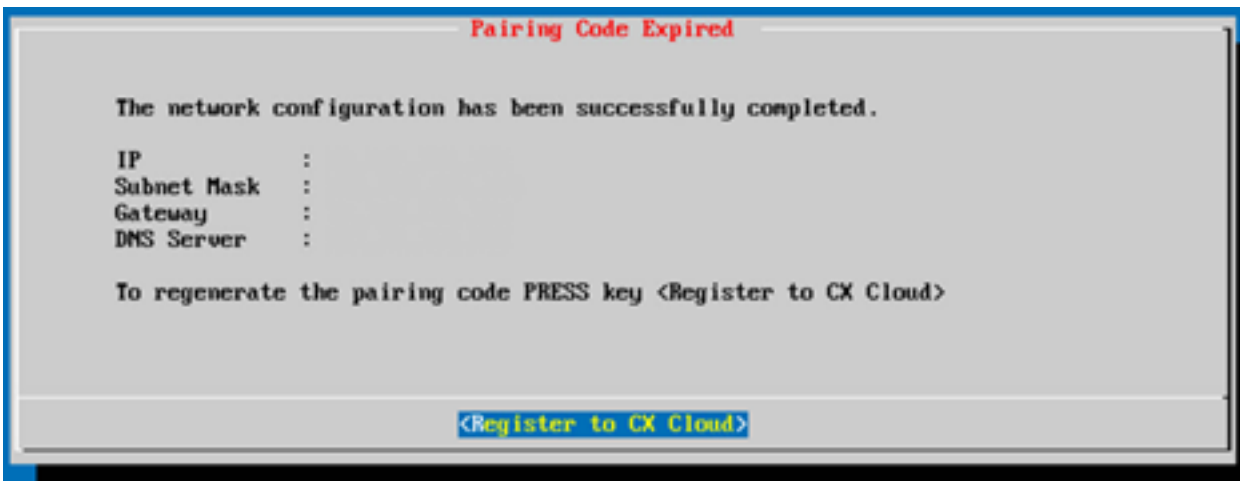 Pairing Code Expired
The network configuration has been successfully completed.
IP :
Subnet Mask :
Gateway :
DNS Server :
To regenerate the pairing code PRESS key <Register to CX Cloud>
<Register to CX Cloud>